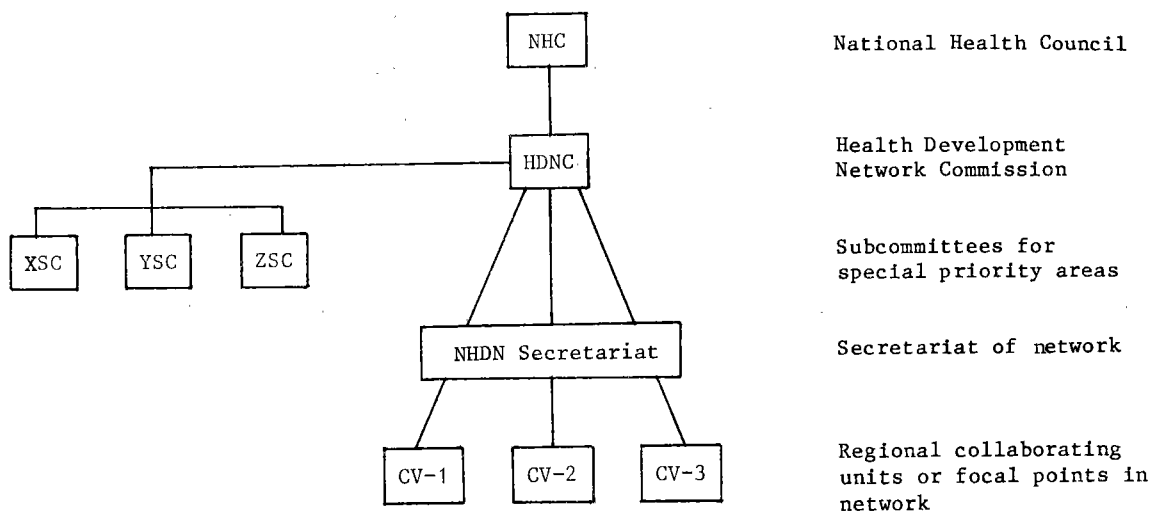 NHC
National Health Council
HDNC
Health Development
Network Commission
XSC
YSC
ZSC
Subcommittees for
special priority areas
NHDN Secretariat
Secretariat of network
CV-1
CV-2
CV-3
Regional collaborating
units or focal points in
network